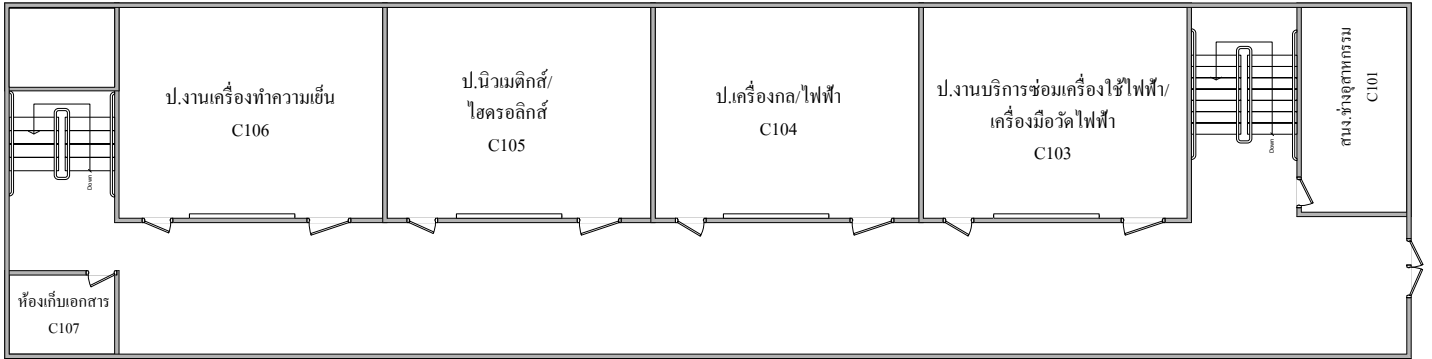 ป.งานเครื่องทำความเย็น
C106
ป.นิวเมติกส์/
ไฮดรอลิกส์
C105
ป.เครื่องกล/ไฟฟ้า
C104
ป.งานบริการซ่อมเครื่องใช้ไฟฟ้า/
เครื่องมือวัดไฟฟ้า
C103
สนง.ช่างอุสาหกรรม
C101
Down
Down
ห้องเก็บเอกสาร
C107